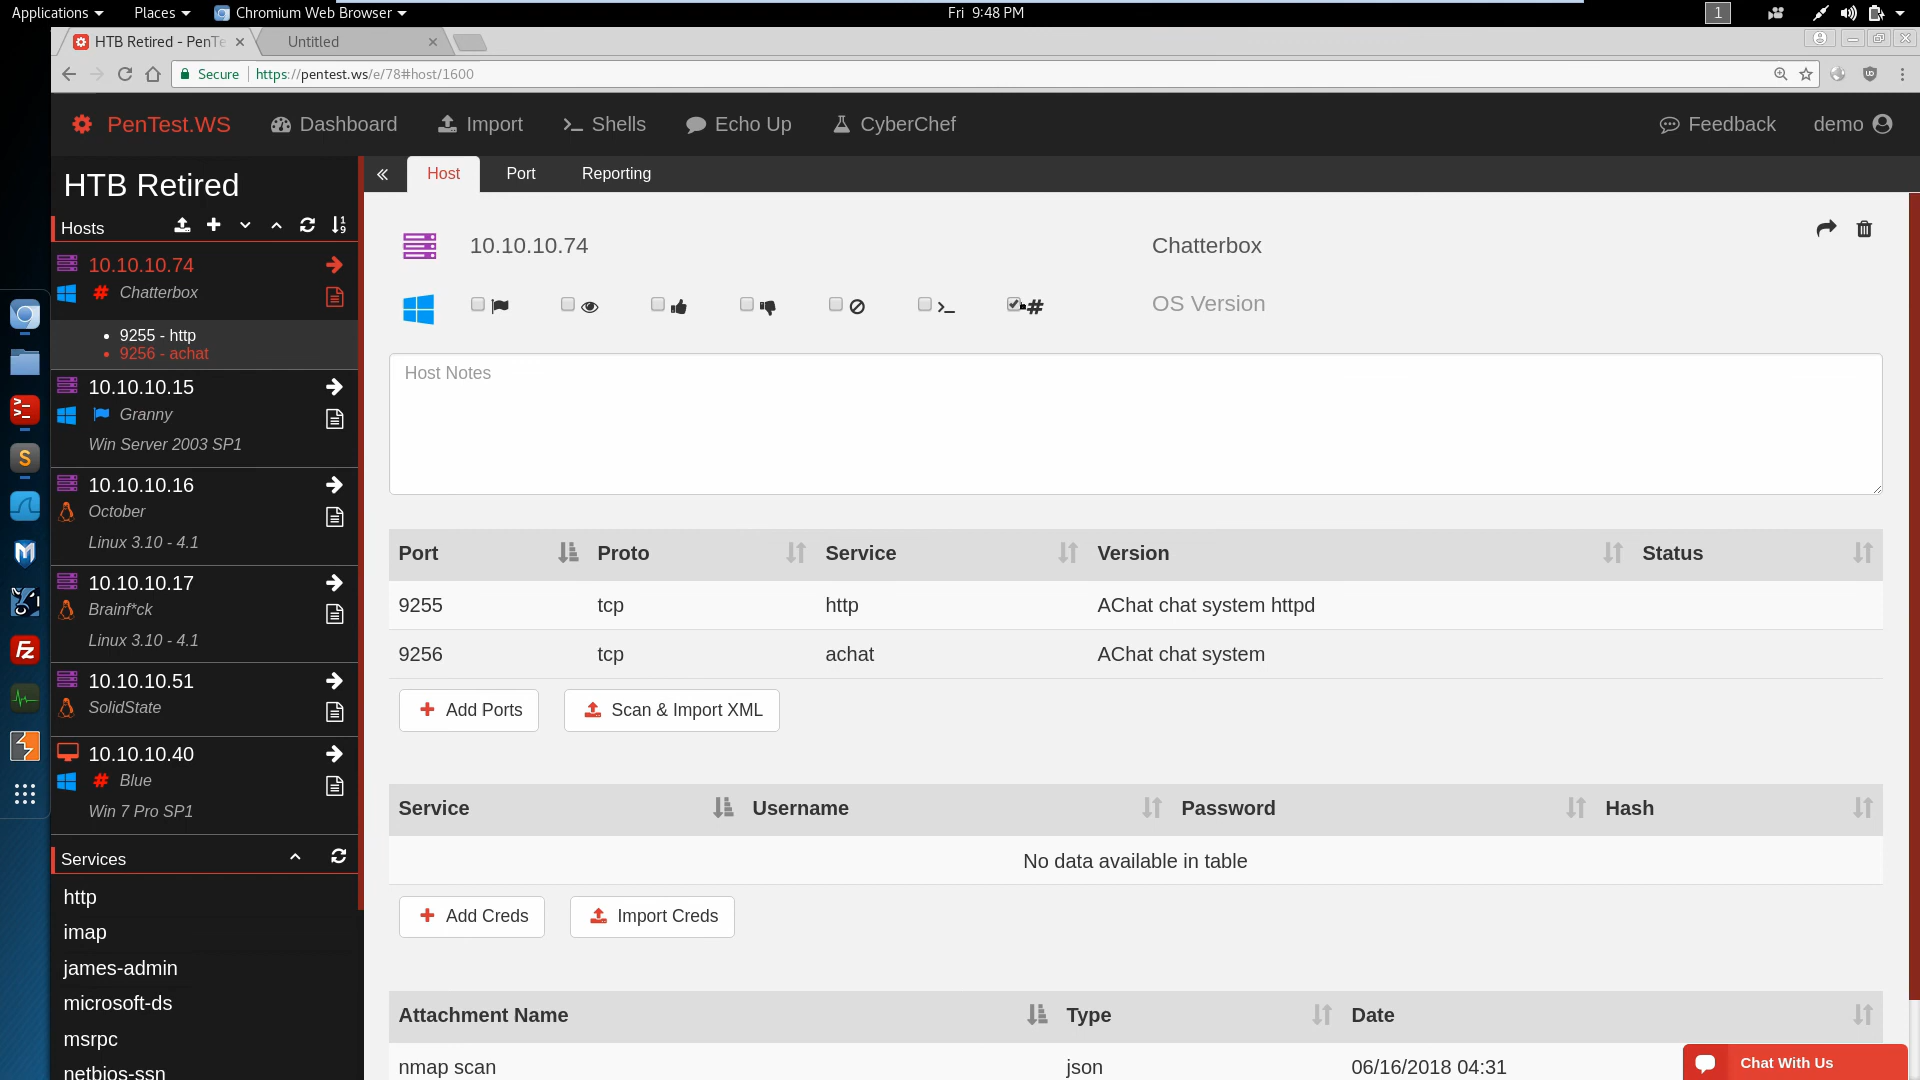 Applications Places Chromium Web Browser Fri 9:48 PM 1
HTB Retired - PenTe Untitled
Secure https://pentest.ws/e/78#host/1600
PenTest.WS Dashboard Import Shells Echo Up CyberChef Feedback demo
HTB Retired
Hosts
10.10.10.74
# Chatterbox
9255 - http
9256 - achat
10.10.10.15
Granny
Win Server 2003 SP1
10.10.10.16
October
Linux 3.10 - 4.1
10.10.10.17
Brainf*ck
Linux 3.10 - 4.1
10.10.10.51
SolidState
10.10.10.40
# Blue
Win 7 Pro SP1
Services
http
imap
james-admin
microsoft-ds
msrpc
netbios-ssn
Host Port Reporting
10.10.10.74 Chatterbox
# OS Version
Host Notes
Port Proto Service Version Status
9255 tcp http AChat chat system httpd
9256 tcp achat AChat chat system
Add Ports Scan & Import XML
Service Username Password Hash
No data available in table
Add Creds Import Creds
Attachment Name Type Date
nmap scan json 06/16/2018 04:31
Chat With Us